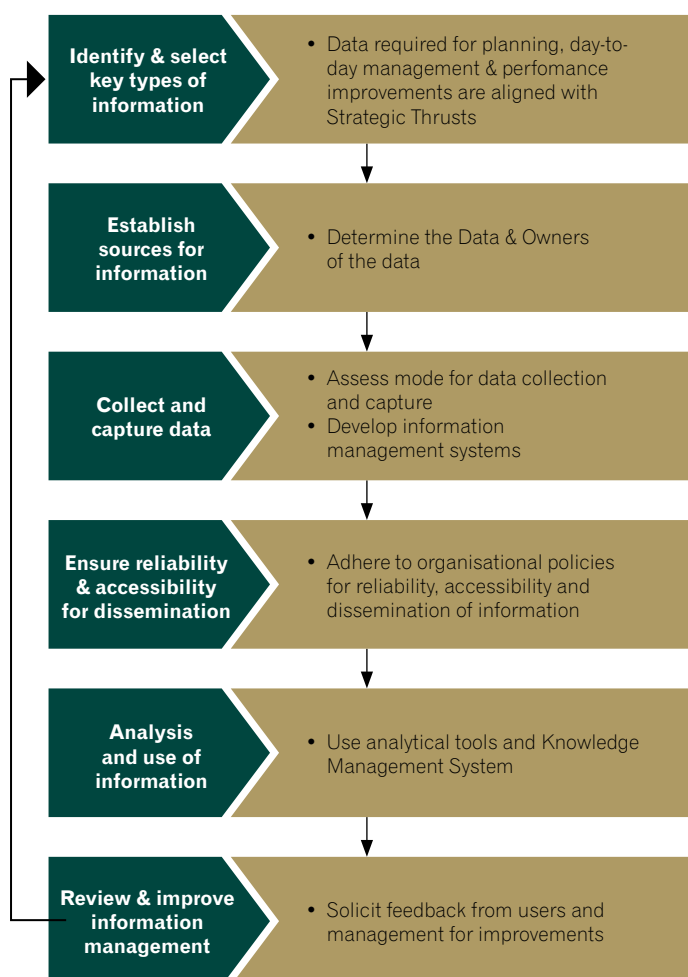 Identify & select
key types of
information
• Data required for planning, day-to-
day management & perfomance
improvements are aligned with
Strategic Thrusts
Establish
sources for
information
• Determine the Data & Owners
of the data
Collect and
capture data
• Assess mode for data collection
and capture
• Develop information
management systems
Ensure reliability
& accessibility
for dissemination
• Adhere to organisational policies
for reliability, accessibility and
dissemination of information
Analysis
and use of
information
• Use analytical tools and Knowledge
Management System
Review & improve
information
management
• Solicit feedback from users and
management for improvements